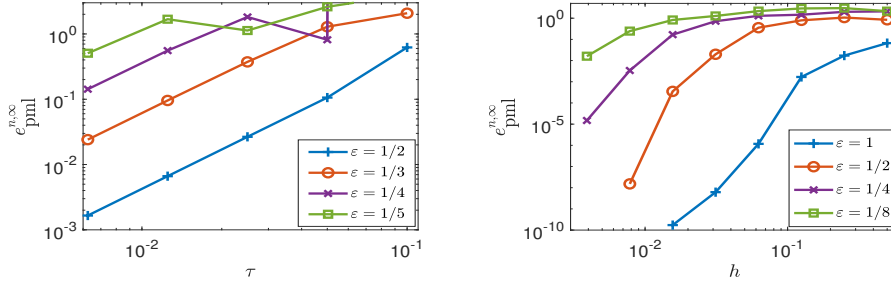 10^0
10^-1
10^-2
10^-3
e_pml^{n,∞}
10^-2
10^-1
τ
ε = 1/2
ε = 1/3
ε = 1/4
ε = 1/5
10^0
10^-5
10^-10
e_pml^{n,∞}
10^-2
10^-1
h
ε = 1
ε = 1/2
ε = 1/4
ε = 1/8